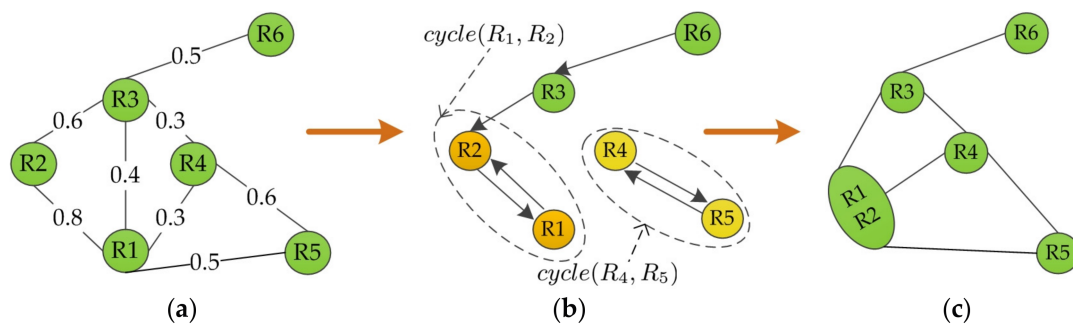 R6
0.5
R3
0.6
0.3
R2
0.4
R4
0.8
0.3
0.6
R1
R5
0.5
(a)
cycle(R1, R2)
R6
R3
R2
R4
R1
R5
cycle(R4, R5)
(b)
R6
R3
R4
R1
R2
R5
(c)